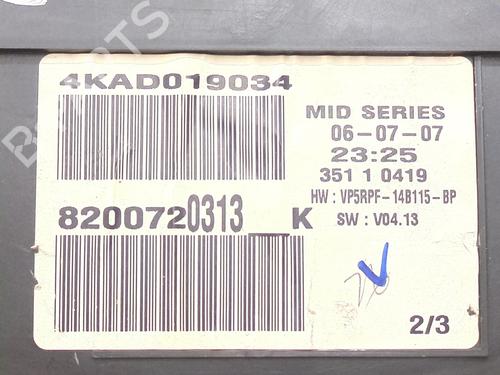 4KAD019034
MID SERIES
06-07-07
23:25
351 1 0419
HW : VP5RPF-14B115-BP
SW : V04.13
8200720313__K
2/3